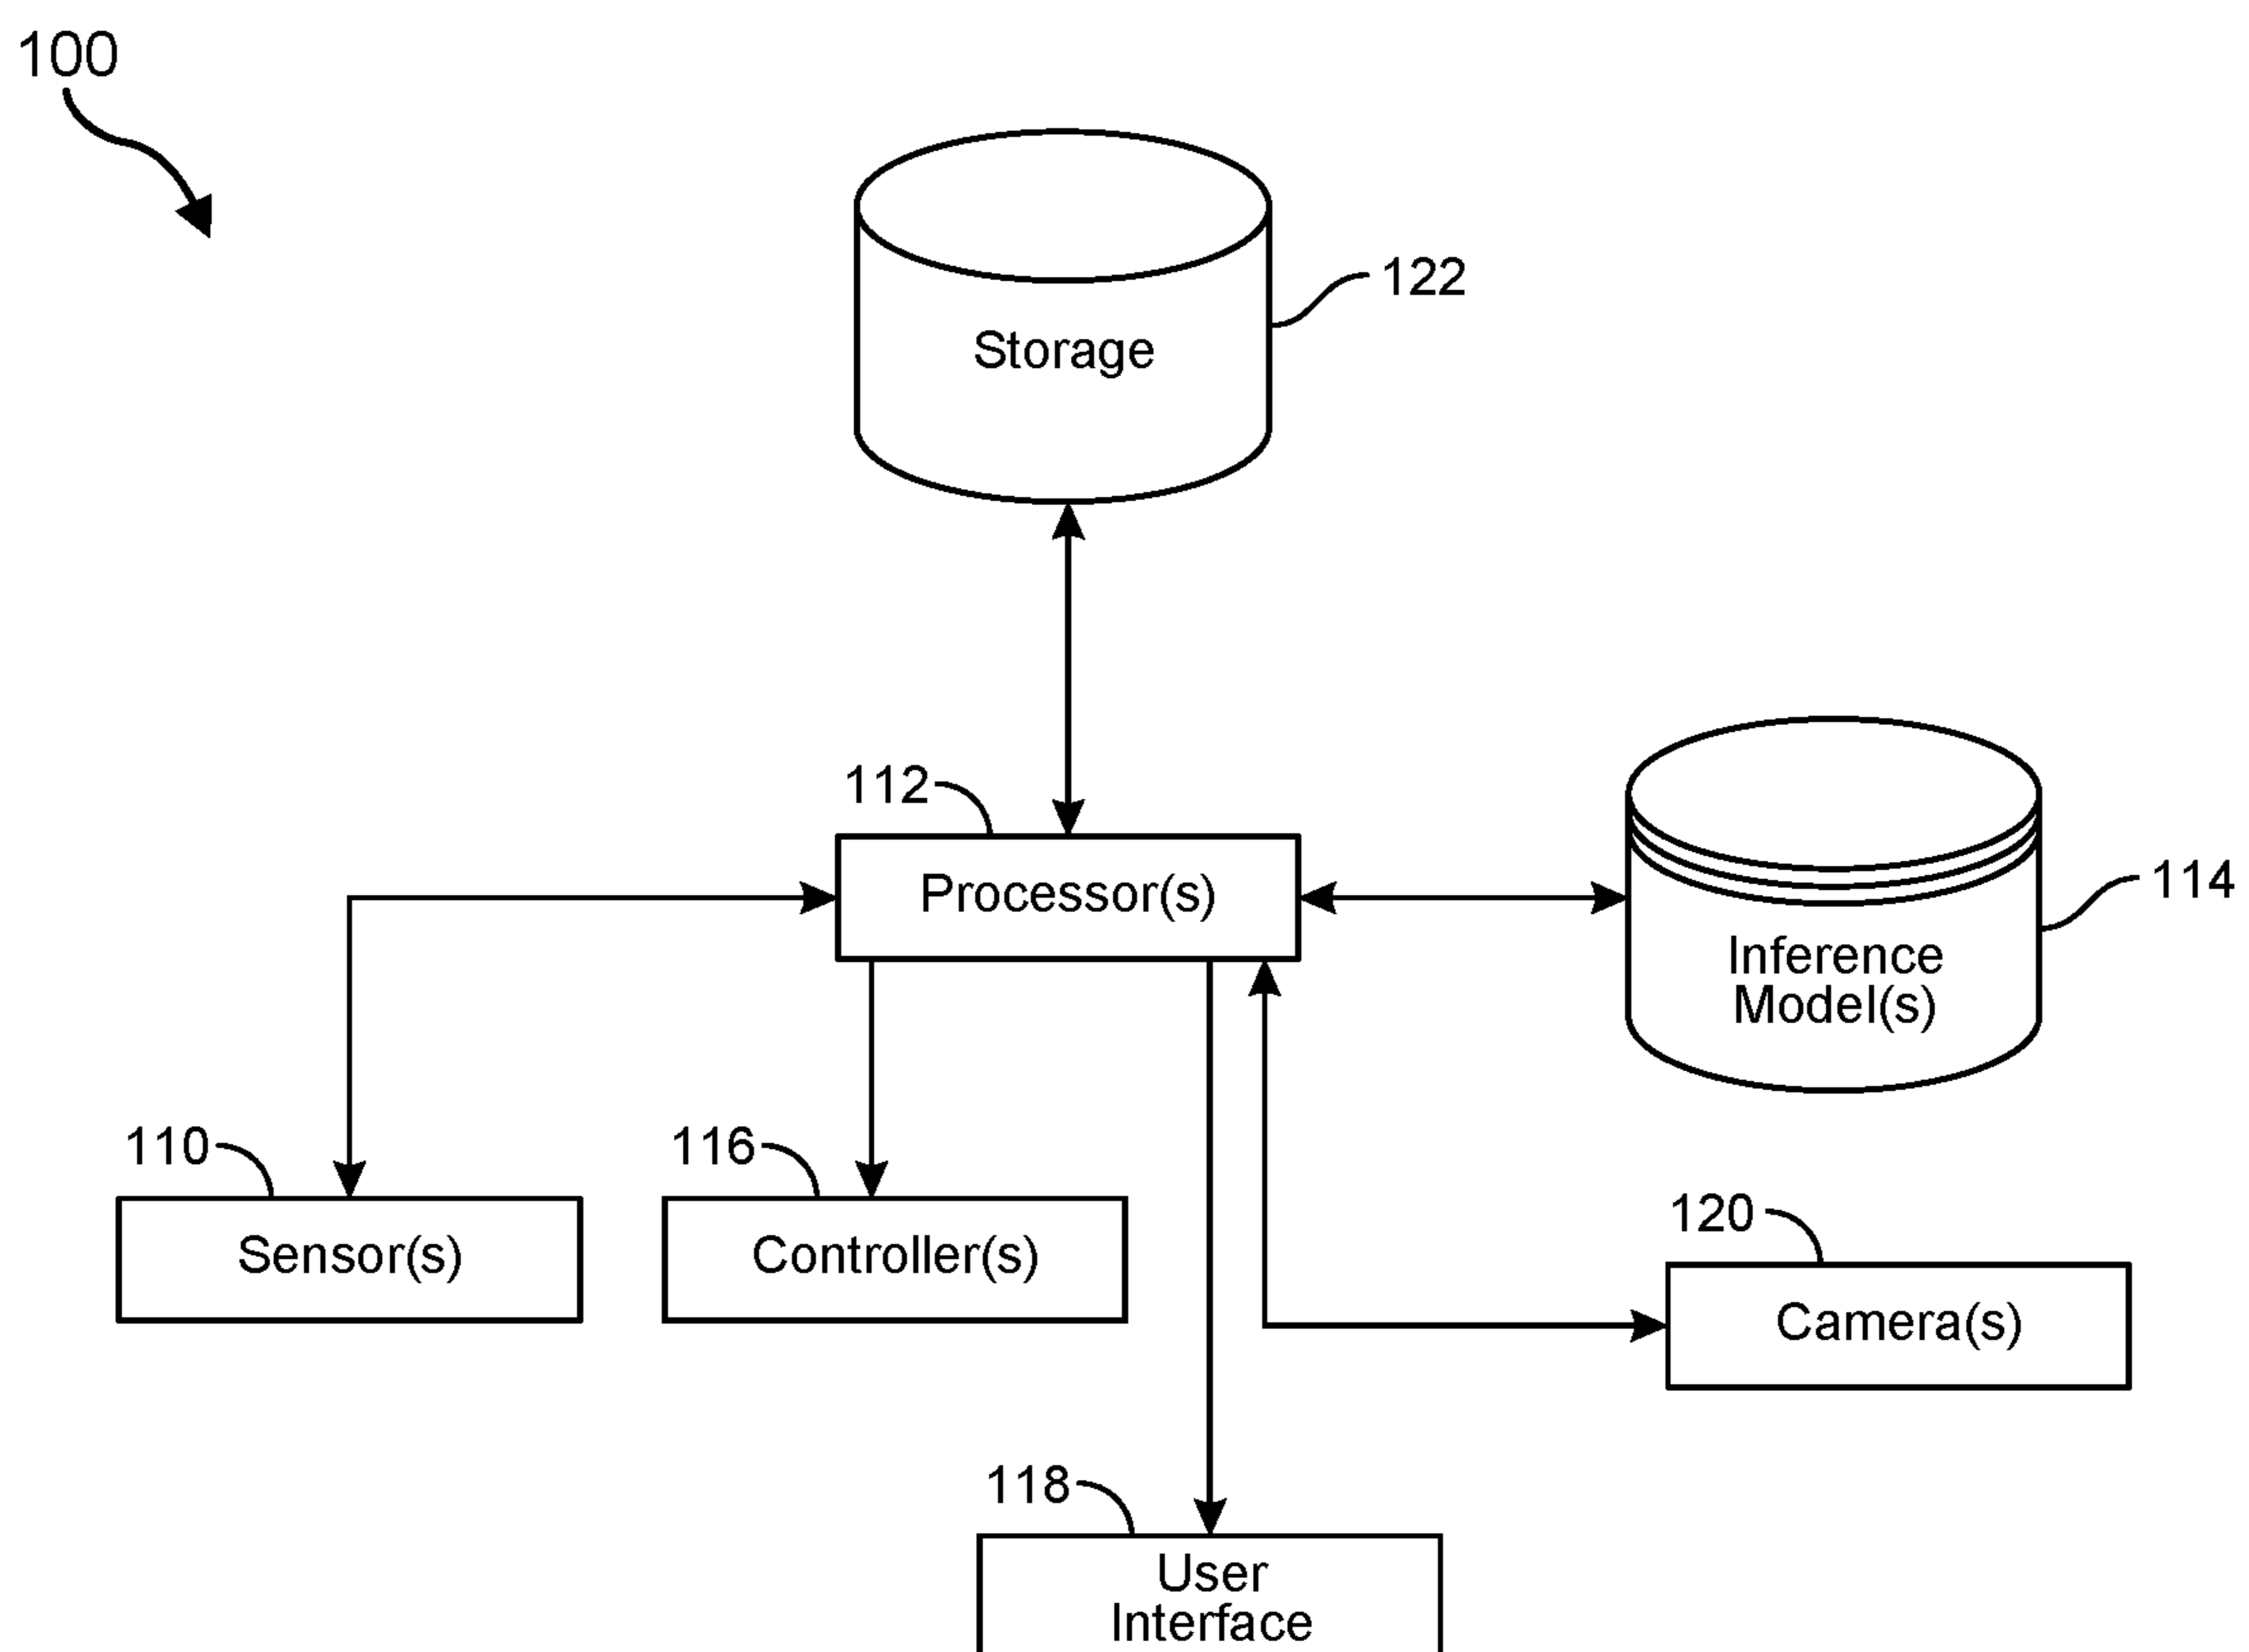 100
122
Storage
112
Processor(s)
114
Inference
Model(s)
110
116
Sensor(s)
Controller(s)
120
Camera(s)
118
User
Interface